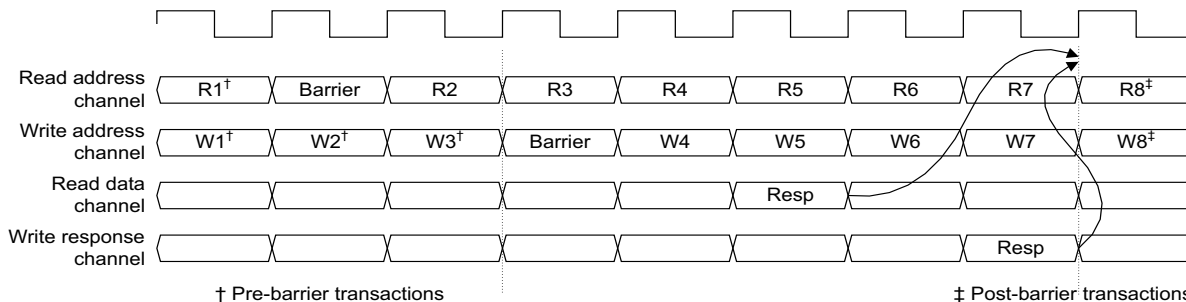 Read address channel R1† Barrier R2 R3 R4 R5 R6 R7 R8‡
Write address channel W1† W2† W3† Barrier W4 W5 W6 W7 W8‡
Read data channel Resp
Write response channel Resp
† Pre-barrier transactions ‡ Post-barrier transactions